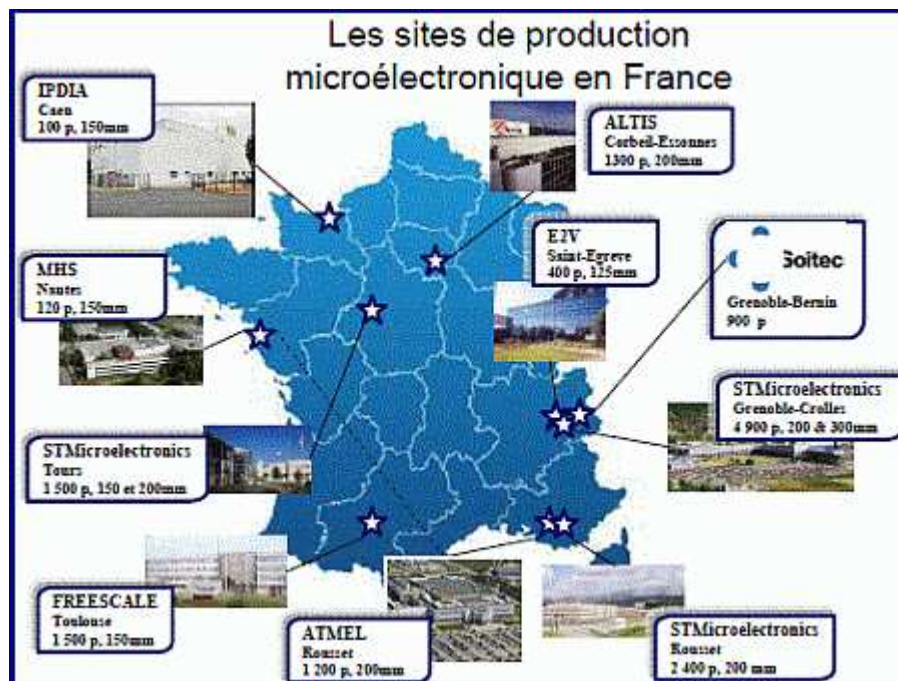 Les sites de production
microélectronique en France
IPDIA
Caen
100 p, 150mm
ALTIS
Corbeil-Essonnes
1300 p, 200mm
E2V
Saint-Egreve
400 p, 125mm
Soitec
Grenoble-Bernin
900 p
MHS
Nantes
120 p, 150mm
STMicroelectronics
Grenoble-Crolles
4 900 p, 200 & 300mm
STMicroelectronics
Tours
1 500 p, 150 et 200mm
FREESCALE
Toulouse
1 500 p, 150mm
ATMEL
Rousset
1 200 p, 200mm
STMicroelectronics
Rousset
2 400 p, 200 mm